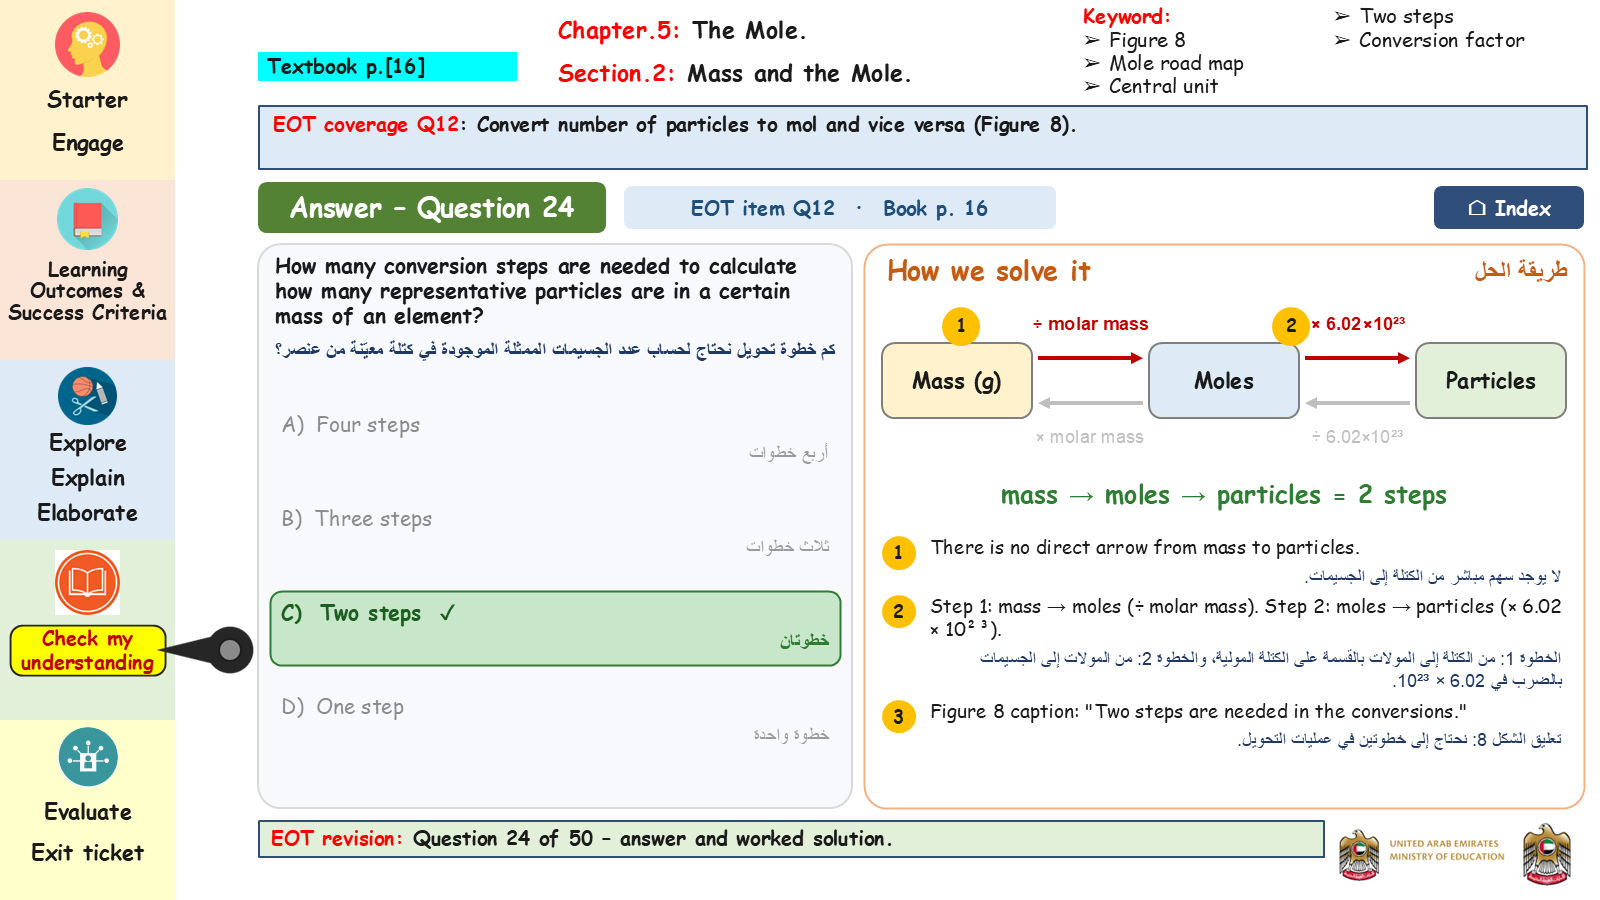 Starter
Engage
Learning
Outcomes &
Success Criteria
Explore
Explain
Elaborate
Check my
understanding
Evaluate
Exit ticket
Textbook p.[16]
Chapter.5: The Mole.
Section.2: Mass and the Mole.
Keyword:
➢ Figure 8
➢ Mole road map
➢ Central unit
➢ Two steps
➢ Conversion factor
EOT coverage Q12: Convert number of particles to mol and vice versa (Figure 8).
Answer – Question 24
EOT item Q12 · Book p. 16
☖ Index
How many conversion steps are needed to calculate
how many representative particles are in a certain
mass of an element?
كم خطوة تحويل نحتاج لحساب عدد الجسيمات الممثلة الموجودة في كتلة معيّنة من عنصر؟
A) Four steps
أربع خطوات
B) Three steps
ثلاث خطوات
C) Two steps ✓
خطوتان
D) One step
خطوة واحدة
How we solve it
طريقة الحل
1
÷ molar mass
2
× 6.02×10²³
Mass (g)
Moles
Particles
× molar mass
÷ 6.02×10²³
mass → moles → particles = 2 steps
1 There is no direct arrow from mass to particles.
لا يوجد سهم مباشر من الكتلة إلى الجسيمات.
2 Step 1: mass → moles (÷ molar mass). Step 2: moles → particles (× 6.02
× 10²³).
الخطوة 1: من الكتلة إلى المولات بالقسمة على الكتلة المولية، والخطوة 2: من المولات إلى الجسيمات
بالضرب في 6.02 × 10²³.
3 Figure 8 caption: "Two steps are needed in the conversions."
تعليق الشكل 8: نحتاج إلى خطوتين في عمليات التحويل.
EOT revision: Question 24 of 50 – answer and worked solution.
UNITED ARAB EMIRATES
MINISTRY OF EDUCATION